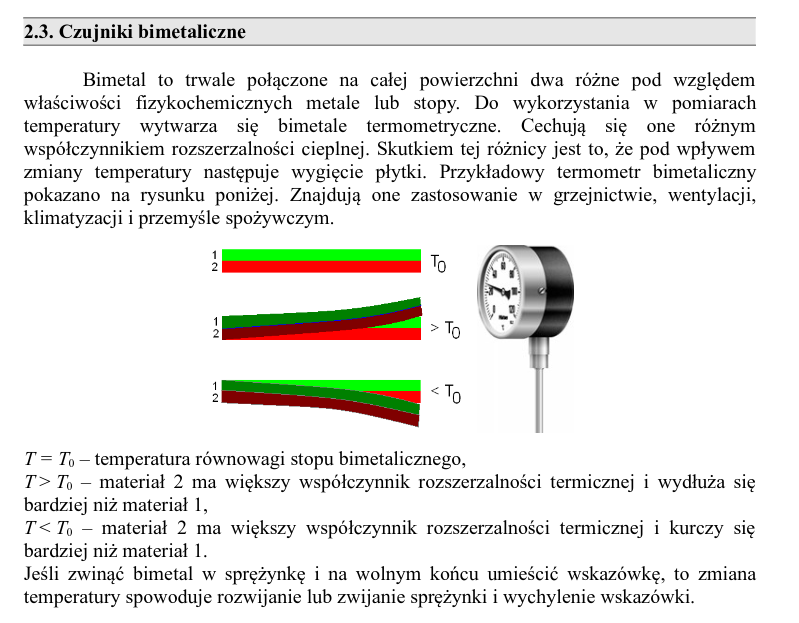 2.3. Czujniki bimetaliczne
Bimetal to trwale połączone na całej powierzchni dwa różne pod względem
właściwości fizykochemicznych metale lub stopy. Do wykorzystania w pomiarach
temperatury wytwarza się bimetale termometryczne. Cechują się one różnym
współczynnikiem rozszerzalności cieplnej. Skutkiem tej różnicy jest to, że pod wpływem
zmiany temperatury następuje wygięcie płytki. Przykładowy termometr bimetaliczny
pokazano na rysunku poniżej. Znajdują one zastosowanie w grzejnictwie, wentylacji,
klimatyzacji i przemyśle spożywczym.
1
2
T0
1
2
> T0
1
2
< T0
T = T0 – temperatura równowagi stopu bimetalicznego,
T > T0 – materiał 2 ma większy współczynnik rozszerzalności termicznej i wydłuża się
bardziej niż materiał 1,
T < T0 – materiał 2 ma większy współczynnik rozszerzalności termicznej i kurczy się
bardziej niż materiał 1.
Jeśli zwinąć bimetal w sprężynkę i na wolnym końcu umieścić wskazówkę, to zmiana
temperatury spowoduje rozwijanie lub zwijanie sprężynki i wychylenie wskazówki.